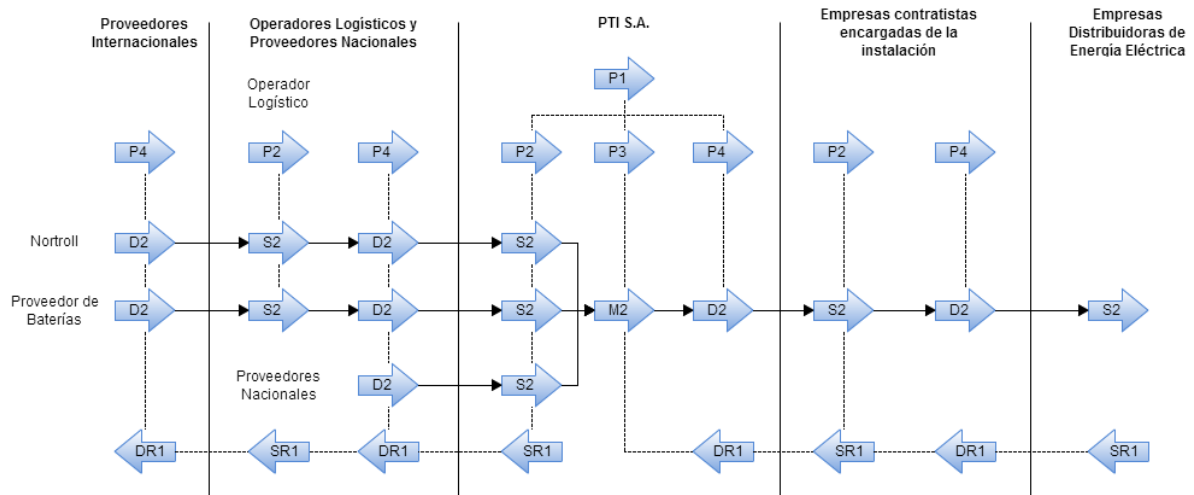 Proveedores
Internacionales
Operadores Logísticos y
Proveedores Nacionales
PTI S.A.
Empresas contratistas
encargadas de la
instalación
Empresas
Distribuidoras de
Energía Eléctrica
Operador
Logístico
P1
P4
P2
P4
P2
P3
P4
P2
P4
Nortroll
D2
S2
D2
S2
Proveedor de
Baterías
D2
S2
D2
S2
M2
D2
S2
D2
S2
Proveedores
Nacionales
D2
S2
DR1
SR1
DR1
SR1
DR1
SR1
DR1
SR1